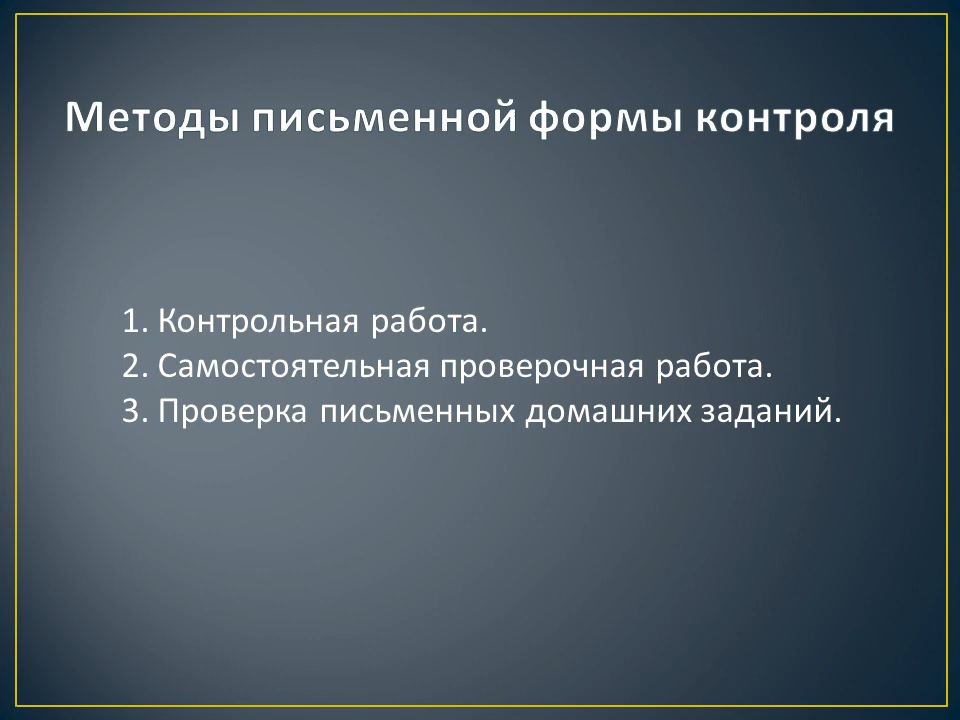 Методы письменной формы контроля
1. Контрольная работа.
2. Самостоятельная проверочная работа.
3. Проверка письменных домашних заданий.